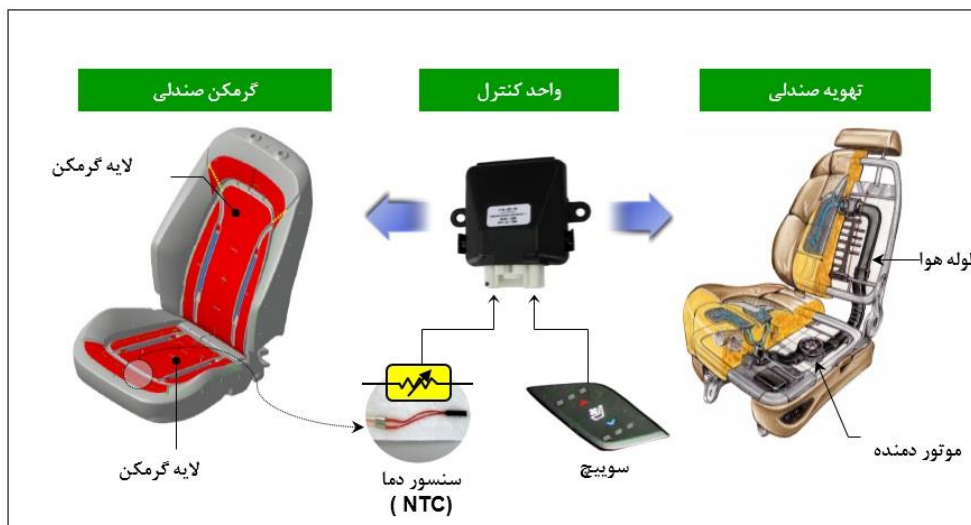 تهویه صندلی
واحد کنترل
گرمکن صندلی
لایه گرمکن
لوله هوا
موتور دمنده
سوییچ
سنسور دما
( NTC)
لایه گرمکن